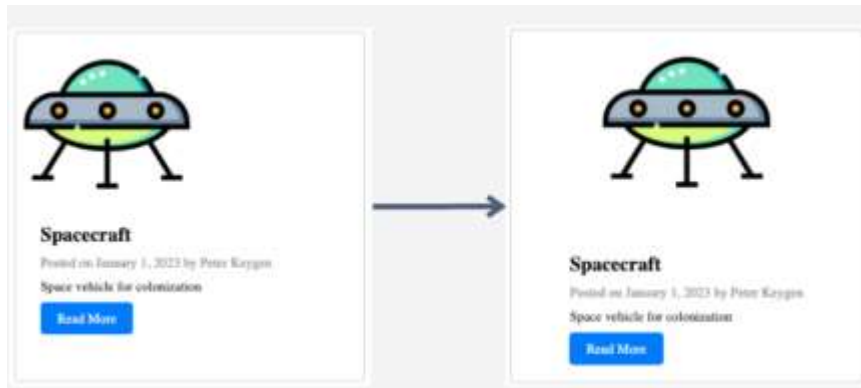 Spacecraft
Posted on January 1, 2023 by Peter Keygen
Space vehicle for colonization
Read More
Spacecraft
Posted on January 1, 2023 by Peter Keygen
Space vehicle for colonization
Read More